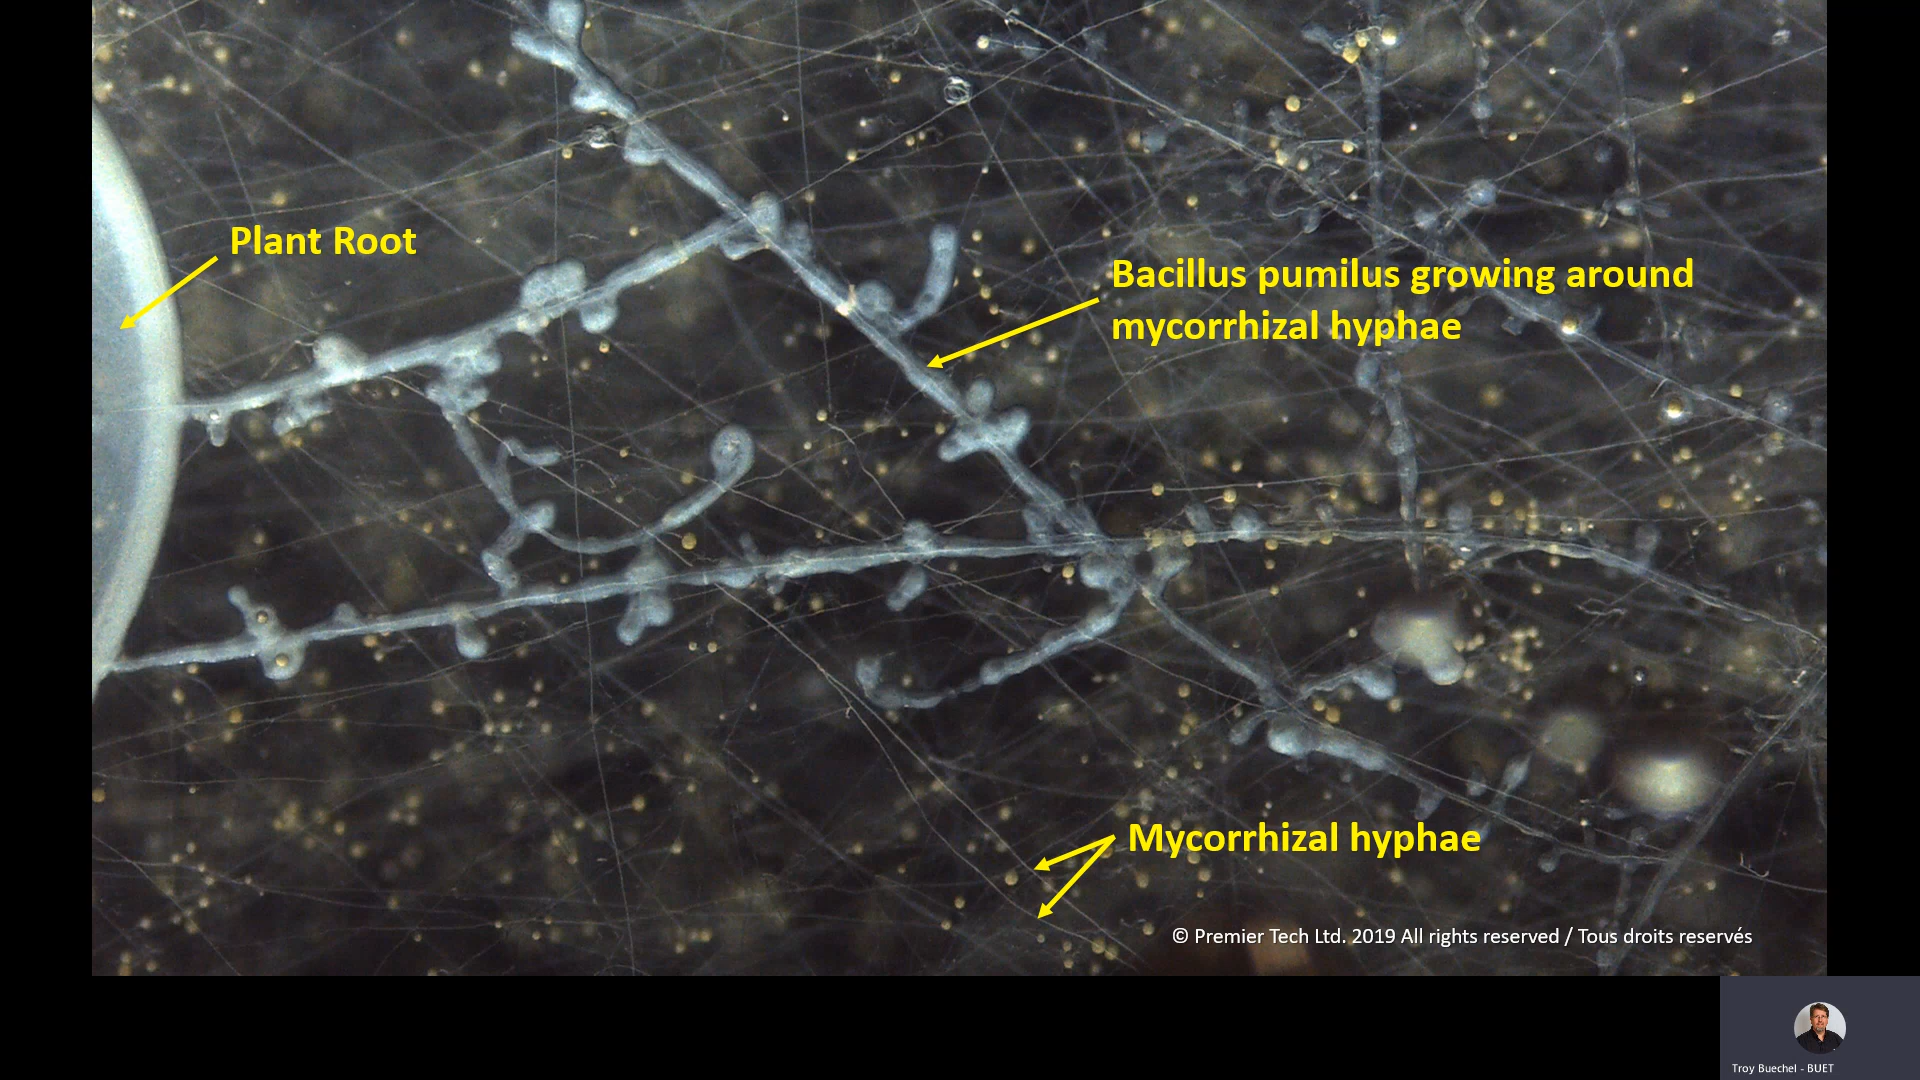 Plant Root
Bacillus pumilus growing around
mycorrhizal hyphae
Mycorrhizal hyphae
© Premier Tech Ltd. 2019 All rights reserved / Tous droits reservés
Troy Buechel - BUET